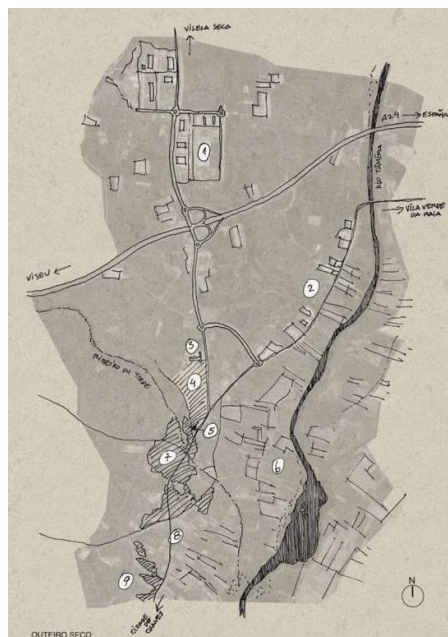 VILELA SECA
A24 → ESPAÑA
1
RIO TÂMEGA
VILA VERDE
DA RAIA
VISEU
2
3
RIBEIRO DA TORRE
4
5
7
6
8
9
N
CIDADE
DE
CHAVES
OUTEIRO SECO